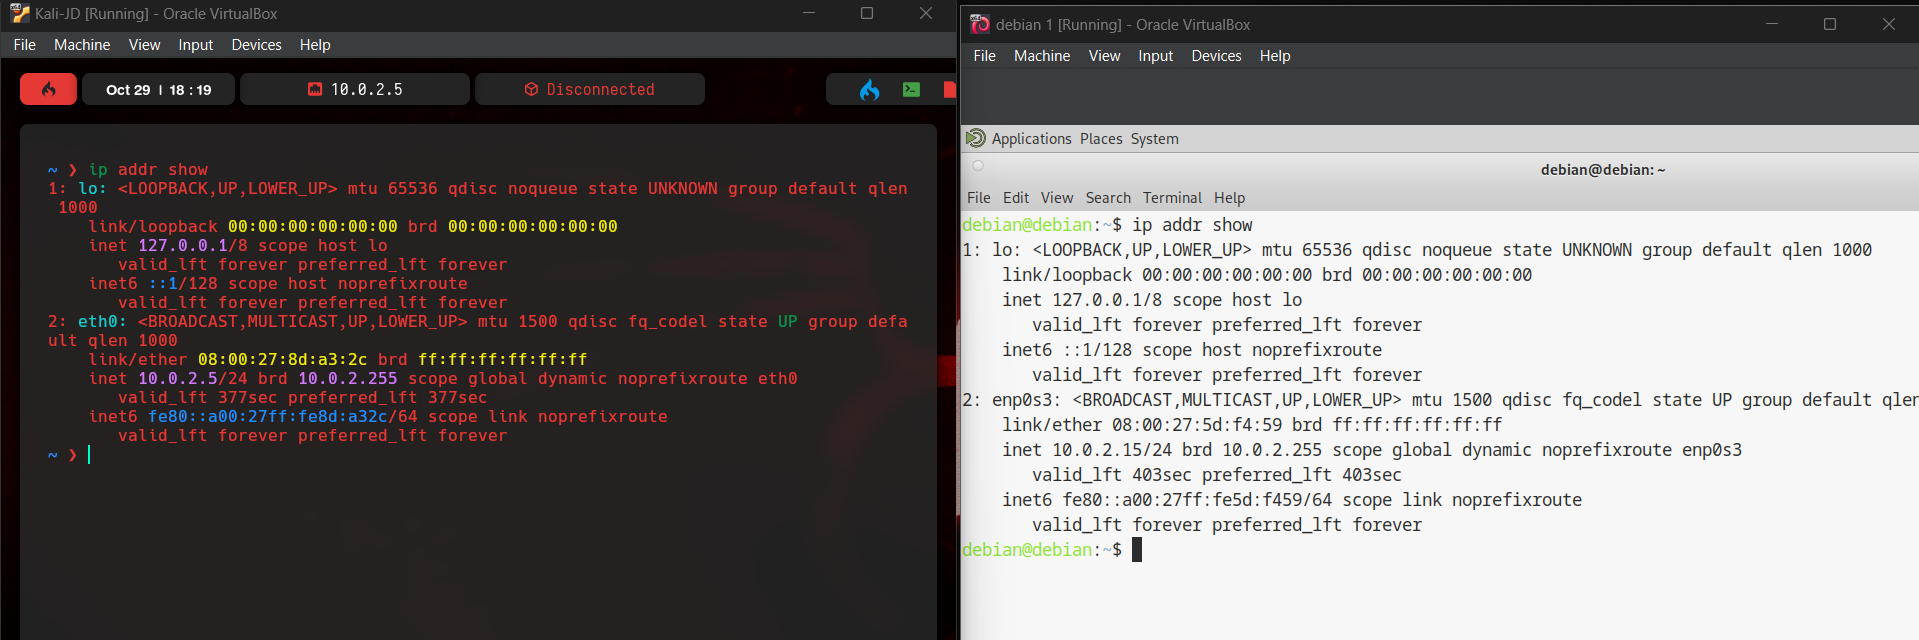 Kali-JD [Running] - Oracle VirtualBox
File Machine View Input Devices Help
Oct 29 | 18 : 19
10.0.2.5
Disconnected
~ ❯ ip addr show
1: lo: <LOOPBACK,UP,LOWER_UP> mtu 65536 qdisc noqueue state UNKNOWN group default qlen
1000
link/loopback 00:00:00:00:00:00 brd 00:00:00:00:00:00
inet 127.0.0.1/8 scope host lo
valid_lft forever preferred_lft forever
inet6 ::1/128 scope host noprefixroute
valid_lft forever preferred_lft forever
2: eth0: <BROADCAST,MULTICAST,UP,LOWER_UP> mtu 1500 qdisc fq_codel state UP group defa
ult qlen 1000
link/ether 08:00:27:8d:a3:2c brd ff:ff:ff:ff:ff:ff
inet 10.0.2.5/24 brd 10.0.2.255 scope global dynamic noprefixroute eth0
valid_lft 377sec preferred_lft 377sec
inet6 fe80::a00:27ff:fe8d:a32c/64 scope link noprefixroute
valid_lft forever preferred_lft forever
~ ❯
debian 1 [Running] - Oracle VirtualBox
File Machine View Input Devices Help
Applications Places System
debian@debian: ~
File Edit View Search Terminal Help
debian@debian:~$ ip addr show
1: lo: <LOOPBACK,UP,LOWER_UP> mtu 65536 qdisc noqueue state UNKNOWN group default qlen 1000
link/loopback 00:00:00:00:00:00 brd 00:00:00:00:00:00
inet 127.0.0.1/8 scope host lo
valid_lft forever preferred_lft forever
inet6 ::1/128 scope host noprefixroute
valid_lft forever preferred_lft forever
2: enp0s3: <BROADCAST,MULTICAST,UP,LOWER_UP> mtu 1500 qdisc fq_codel state UP group default qlen
link/ether 08:00:27:5d:f4:59 brd ff:ff:ff:ff:ff:ff
inet 10.0.2.15/24 brd 10.0.2.255 scope global dynamic noprefixroute enp0s3
valid_lft 403sec preferred_lft 403sec
inet6 fe80::a00:27ff:fe5d:f459/64 scope link noprefixroute
valid_lft forever preferred_lft forever
debian@debian:~$